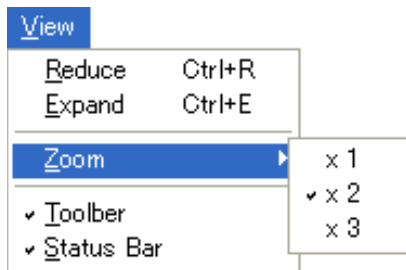 View
Reduce Ctrl+R
Expand Ctrl+E
Zoom
x 1
x 2
x 3
Toolber
Status Bar